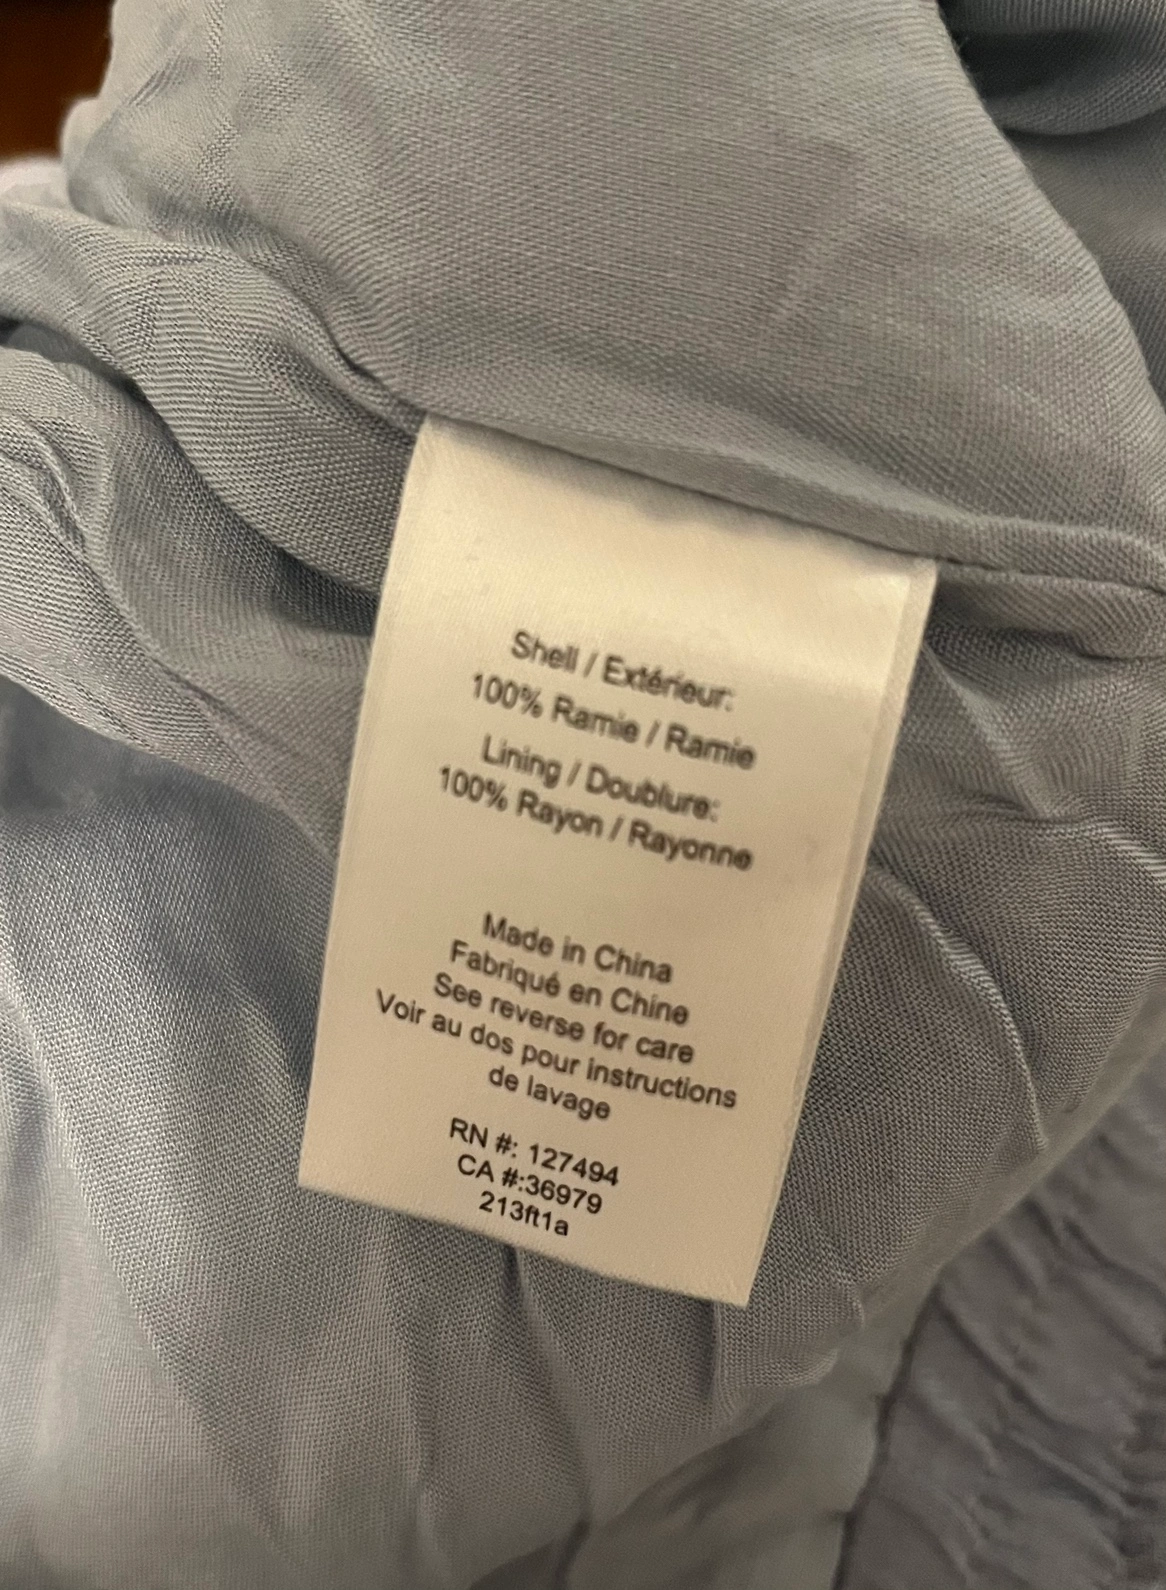 Shell / Extérieur:
100% Ramie / Ramie
Lining / Doublure:
100% Rayon / Rayonne
Made in China
Fabriqué en Chine
See reverse for care
Voir au dos pour instructions
de lavage
RN #: 127494
CA #:36979
213ft1a